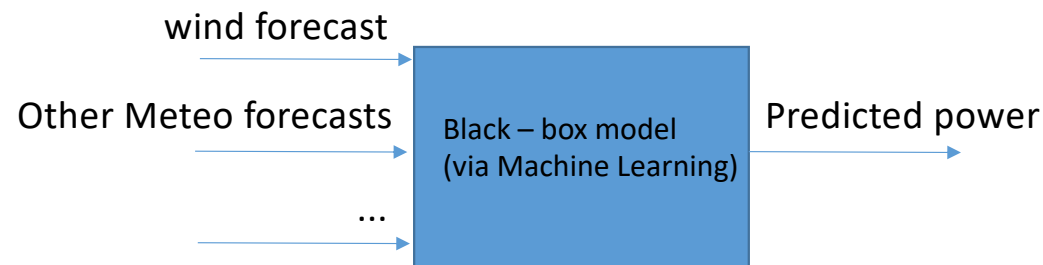 wind forecast
Other Meteo forecasts
...
Black – box model
(via Machine Learning)
Predicted power